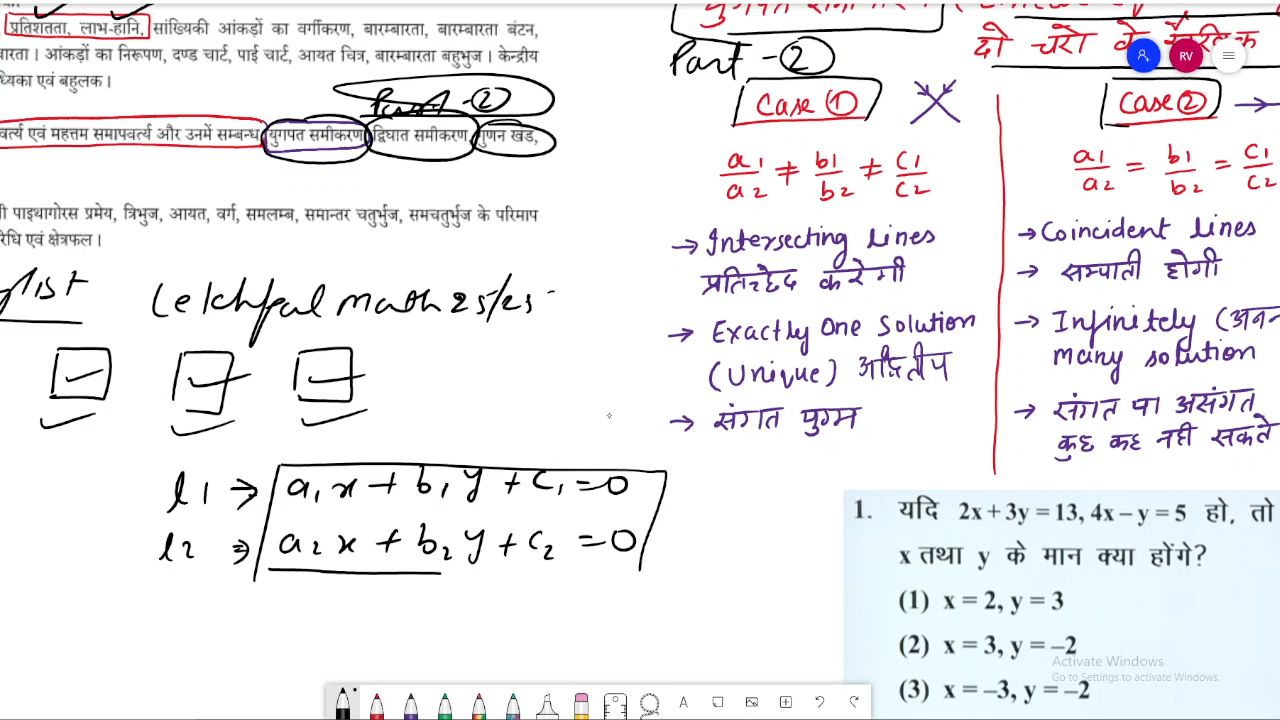 प्रतिशतता, लाभ-हानि, सांख्यिकी आंकड़ों का वर्गीकरण, बारम्बारता, बारम्बारता बंटन,
बारता। आंकड़ों का निरूपण, दण्ड चार्ट, पाई चार्ट, आयत चित्र, बारम्बारता बहुभुज। केन्द्रीय
ध्यिका एवं बहुलक।
Part-②
वर्त्य एवं महत्तम समापवर्त्य और उनमें सम्बन्ध युगपत समीकरण, द्विघात समीकरण, गुणन खंड,
पाइथागोरस प्रमेय, त्रिभुज, आयत, वर्ग, समलम्ब, समान्तर चतुर्भुज, समचतुर्भुज के परिमाप
रिधि एवं क्षेत्रफल।
math
l1 → a₁x + b₁y + c₁ = 0
l2 ⇒ a₂x + b₂y + c₂ = 0
Part-②
Case ①
a1/a2 ≠ b1/b2 ≠ c1/c2
→ Intersecting lines
प्रतिच्छेद करेगी
→ Exactly One Solution
(Unique) अद्वितीय
→ संगत युग्म
दो चरो के
RV
Case ②
a1/a2 = b1/b2 = c1/c2
→ Coincident lines
→ सम्पाती होगी
→ Infinitely
many solution
→ संगत या असंगत
कुछ कह नही सकते
1. यदि 2x + 3y = 13, 4x – y = 5 हो, तो
x तथा y के मान क्या होंगे?
(1) x = 2, y = 3
(2) x = 3, y = –2
(3) x = –3, y = –2
Activate Windows
Go to Settings to activate Windows.
A